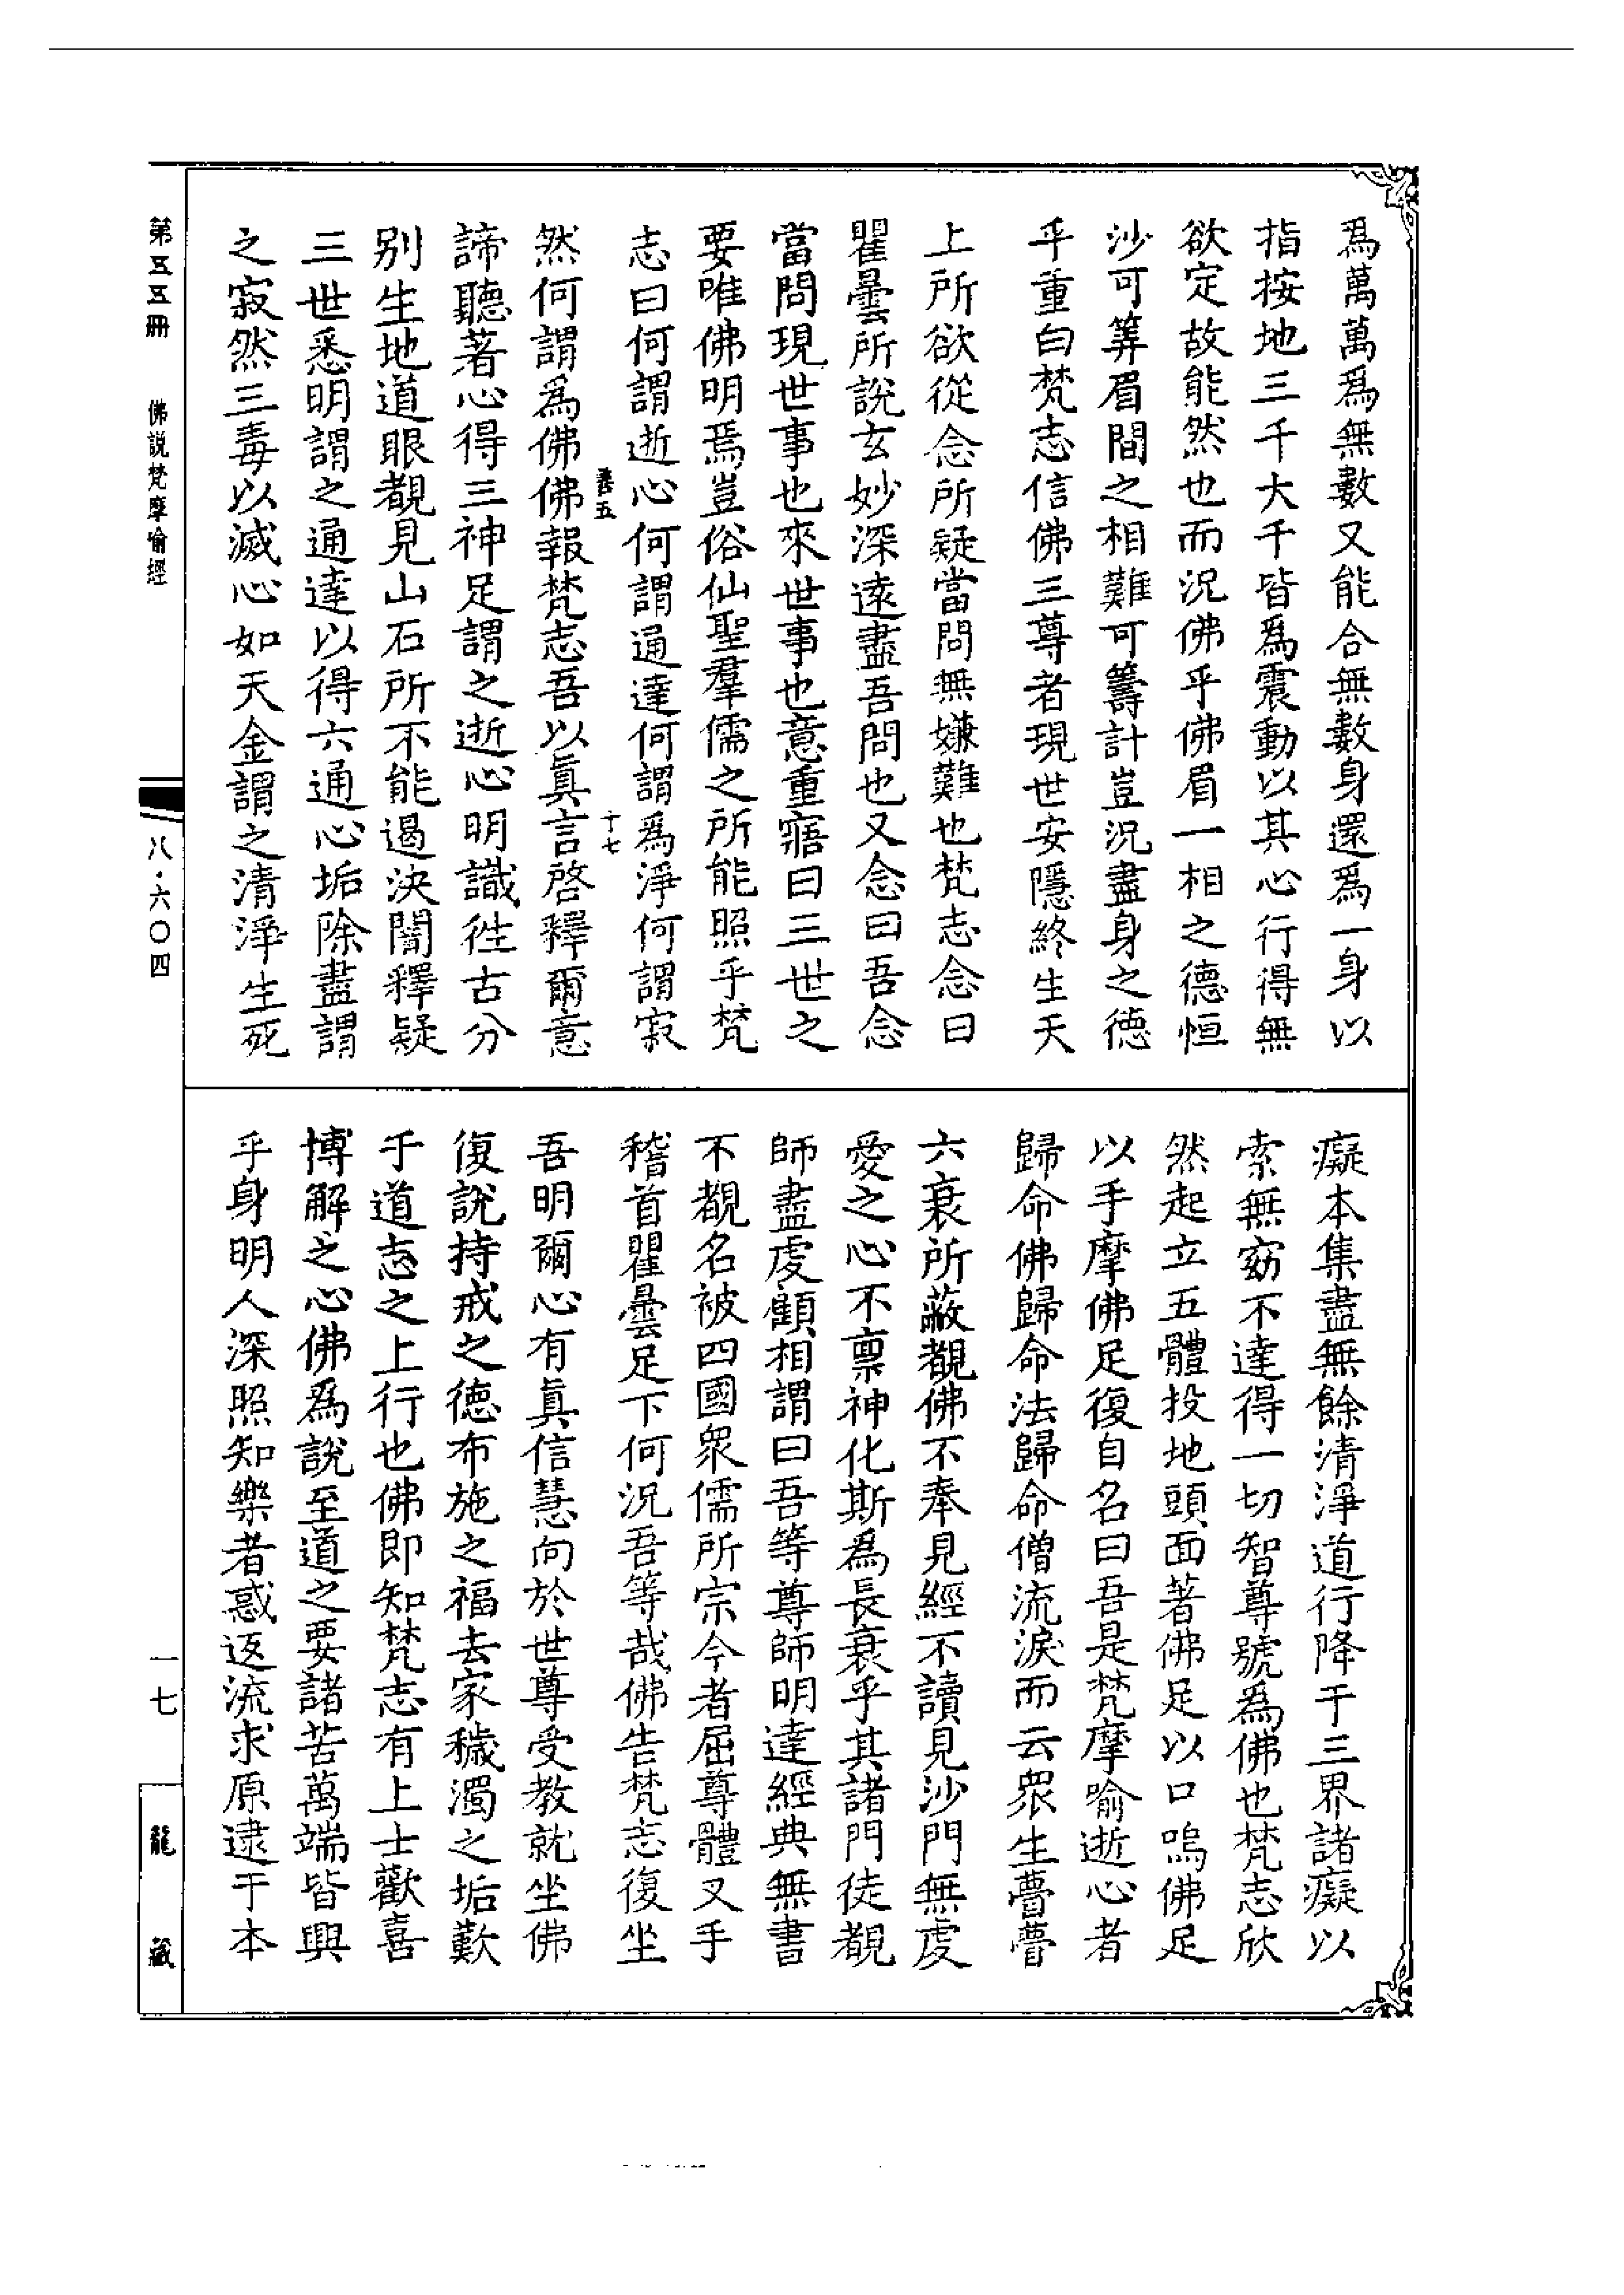 爲萬萬爲無數又能合無數身還爲一身以
指按地三千大千皆爲震動以其心行得無
欲定故能然也而況佛乎佛眉一相之德恒
沙可筭眉間之相難可籌計豈況盡身之德
乎重白梵志信佛三尊者現世安隱終生天
上所欲從念所疑當問無嫌難也梵志念曰
瞿曇所說玄妙深遠盡吾問也又念曰吾念
當問現世事也來世事也意重寤曰三世之
要唯佛明焉豈俗仙聖羣儒之所能照乎梵
志曰何謂逝心何謂通達何謂爲淨何謂寂
然何謂爲佛佛報梵志吾以眞言啓釋爾意
諦聽著心得三神足謂之逝心明識徃古分
別生地道眼覩見山石所不能遏決闇釋疑
三世悉明謂之通達以得六通心垢除盡謂
之寂然三毒以滅心如天金謂之清淨生死
癡本集盡無餘清淨道行降于三界諸癡以
索無窈不達得一切智尊號爲佛也梵志欣
然起立五體投地頭面著佛足以口嗚佛足
以手摩佛足復自名曰吾是梵摩喻逝心者
歸命佛歸命法歸命僧流淚而云衆生瞢瞢
六衰所蔽覩佛不奉見經不讀見沙門無虔
愛之心不禀神化斯爲長衰乎其諸門徒覩
師盡虔顧相謂曰吾等尊師明達經典無書
不覩名被四國衆儒所宗今者屈尊體叉手
稽首瞿曇足下何況吾等哉佛告梵志復坐
吾明爾心有眞信慧向於世尊受教就坐佛
復說持戒之德布施之福去家穢濁之垢歎
于道志之上行也佛即知梵志有上士歡喜
博解之心佛爲說至道之要諸苦萬端皆興
乎身明人深照知樂者惑返流求原逮于本
第五五冊
佛說梵摩喻經
八·六〇四
一七
龍藏
十七